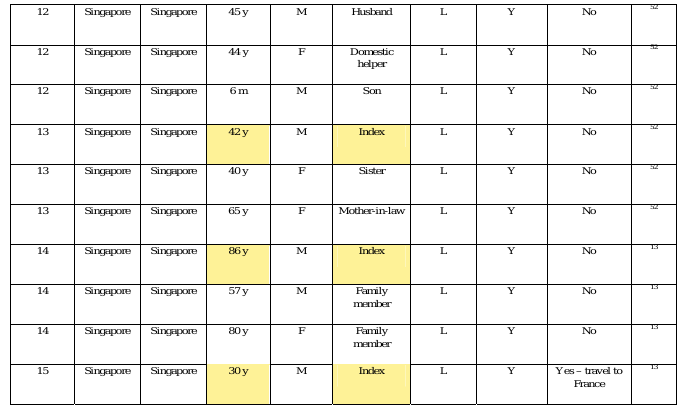 12 Singapore Singapore 45 y M Husband L Y No 52
12 Singapore Singapore 44 y F Domestic helper L Y No 52
12 Singapore Singapore 6 m M Son L Y No 52
13 Singapore Singapore 42 y M Index L Y No 52
13 Singapore Singapore 40 y F Sister L Y No 52
13 Singapore Singapore 65 y F Mother-in-law L Y No 52
14 Singapore Singapore 86 y M Index L Y No 13
14 Singapore Singapore 57 y M Family member L Y No 13
14 Singapore Singapore 80 y F Family member L Y No 13
15 Singapore Singapore 30 y M Index L Y Yes – travel to France 13